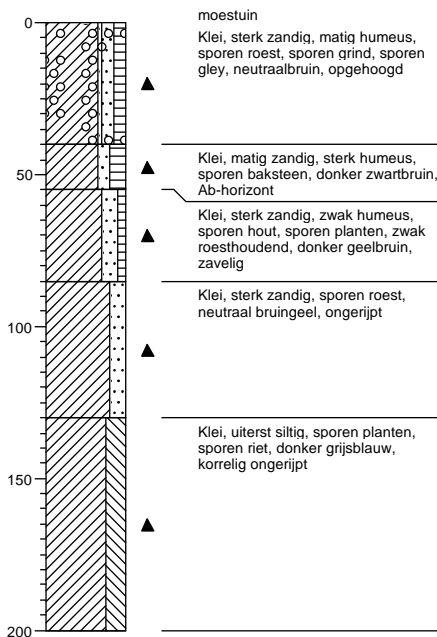 0
moestuin
Klei, sterk zandig, matig humeus,
sporen roest, sporen grind, sporen
gley, neutraalbruin, opgehoogd
Klei, matig zandig, sterk humeus,
sporen baksteen, donker zwartbruin,
Ab-horizont
50
Klei, sterk zandig, zwak humeus,
sporen hout, sporen planten, zwak
roesthoudend, donker geelbruin,
zavelig
Klei, sterk zandig, sporen roest,
neutraal bruingeel, ongerijpt
100
Klei, uiterst siltig, sporen planten,
sporen riet, donker grijsblauw,
korrelig ongerijpt
150
200